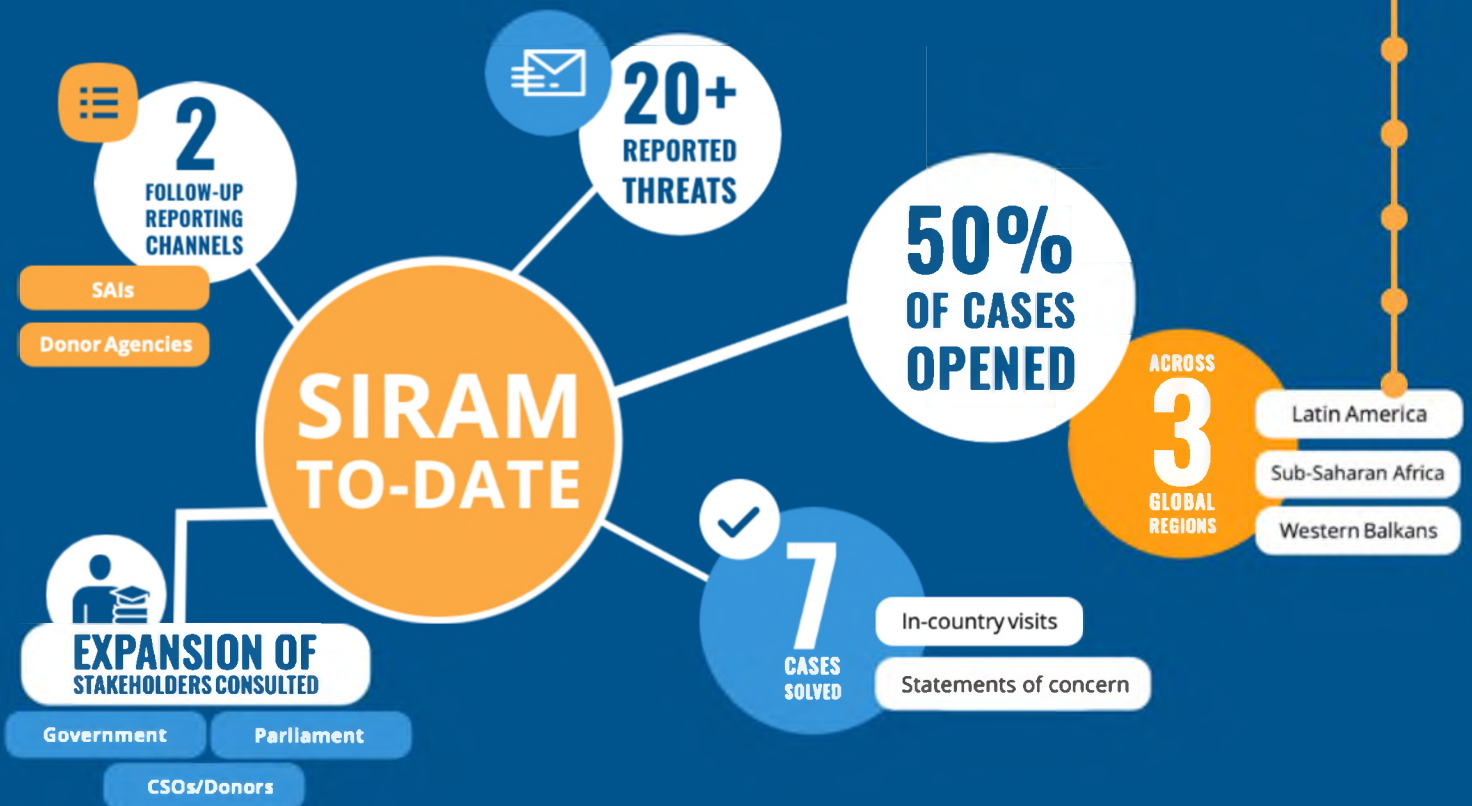 2
FOLLOW-UP
REPORTING
CHANNELS
SAIs
Donor Agencies
20+
REPORTED
THREATS
50%
OF CASES
OPENED
ACROSS
3
GLOBAL
REGIONS
Latin America
Sub-Saharan Africa
Western Balkans
SIRAM
TO-DATE
7
CASES
SOLVED
In-country visits
Statements of concern
EXPANSION OF
STAKEHOLDERS CONSULTED
Government
Parliament
CSOs/Donors